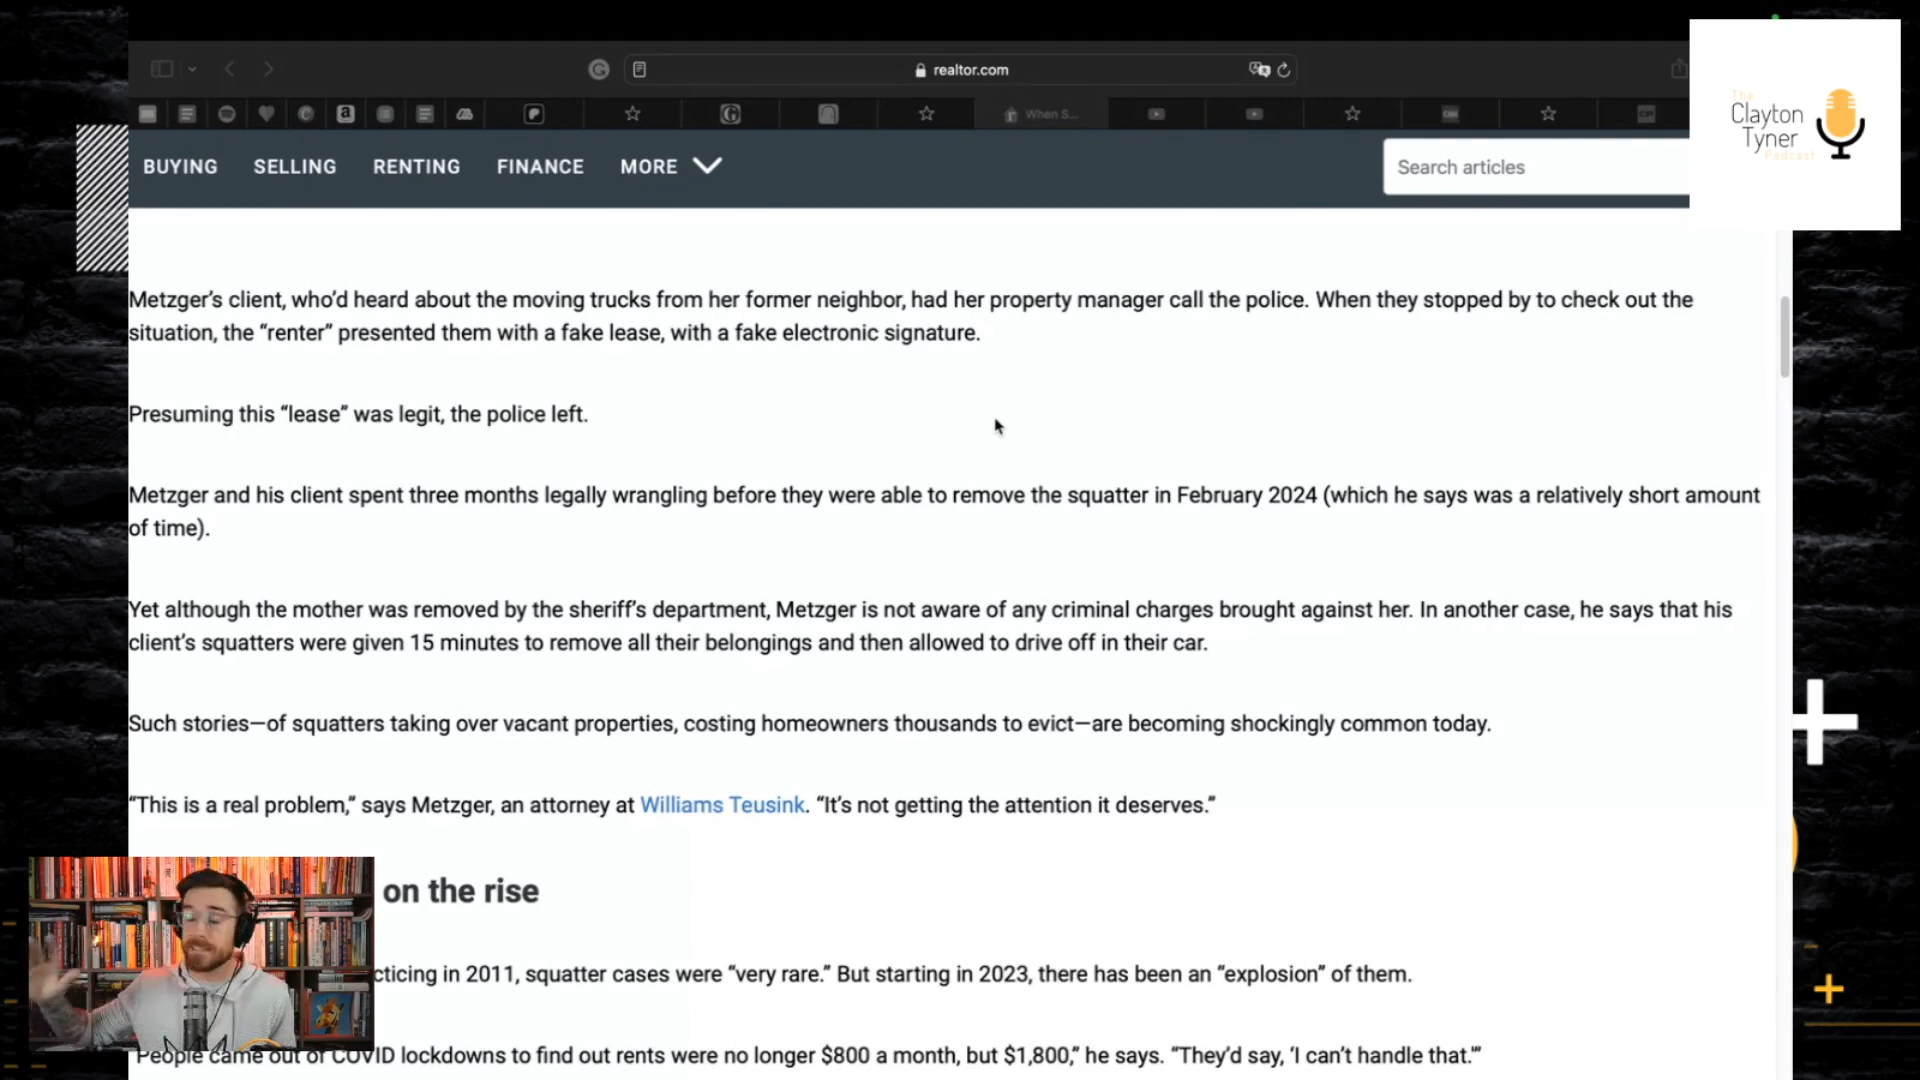 realtor.com
When S...
The
Clayton
Tyner
Podcast
BUYING SELLING RENTING FINANCE MORE
Search articles
Metzger’s client, who’d heard about the moving trucks from her former neighbor, had her property manager call the police. When they stopped by to check out the
situation, the “renter” presented them with a fake lease, with a fake electronic signature.
Presuming this “lease” was legit, the police left.
Metzger and his client spent three months legally wrangling before they were able to remove the squatter in February 2024 (which he says was a relatively short amount
of time).
Yet although the mother was removed by the sheriff’s department, Metzger is not aware of any criminal charges brought against her. In another case, he says that his
client’s squatters were given 15 minutes to remove all their belongings and then allowed to drive off in their car.
Such stories—of squatters taking over vacant properties, costing homeowners thousands to evict—are becoming shockingly common today.
“This is a real problem,” says Metzger, an attorney at Williams Teusink. “It’s not getting the attention it deserves.”
on the rise
cticing in 2011, squatter cases were “very rare.” But starting in 2023, there has been an “explosion” of them.
“People came out of COVID lockdowns to find out rents were no longer $800 a month, but $1,800,” he says. “They’d say, ‘I can’t handle that.’”